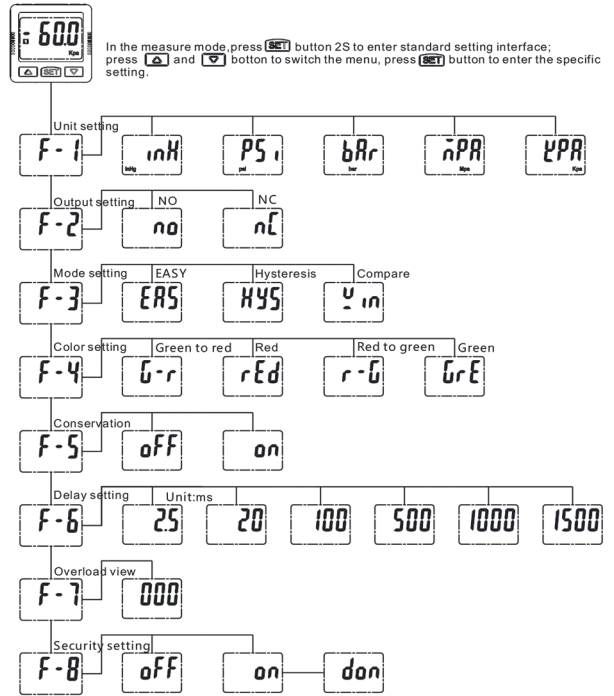 60.0
Kpa
SET
In the measure mode,press SET button 2S to enter standard setting interface;
press and botton to switch the menu, press SET button to enter the specific
setting.
Unit setting
F-1 inH PSi bAr mPA KPA
inHg psi bar Mpa Kpa
Output setting NO NC
F-2 no nC
Mode setting EASY Hysteresis Compare
F-3 EAS HYS in
Color setting Green to red Red Red to green Green
F-4 G-r rEd r-G GrE
Conservation
F-5 oFF on
Delay setting Unit:ms
F-6 2.5 20 100 500 1000 1500
Overload view
F-7 000
Security setting
F-8 oFF on don